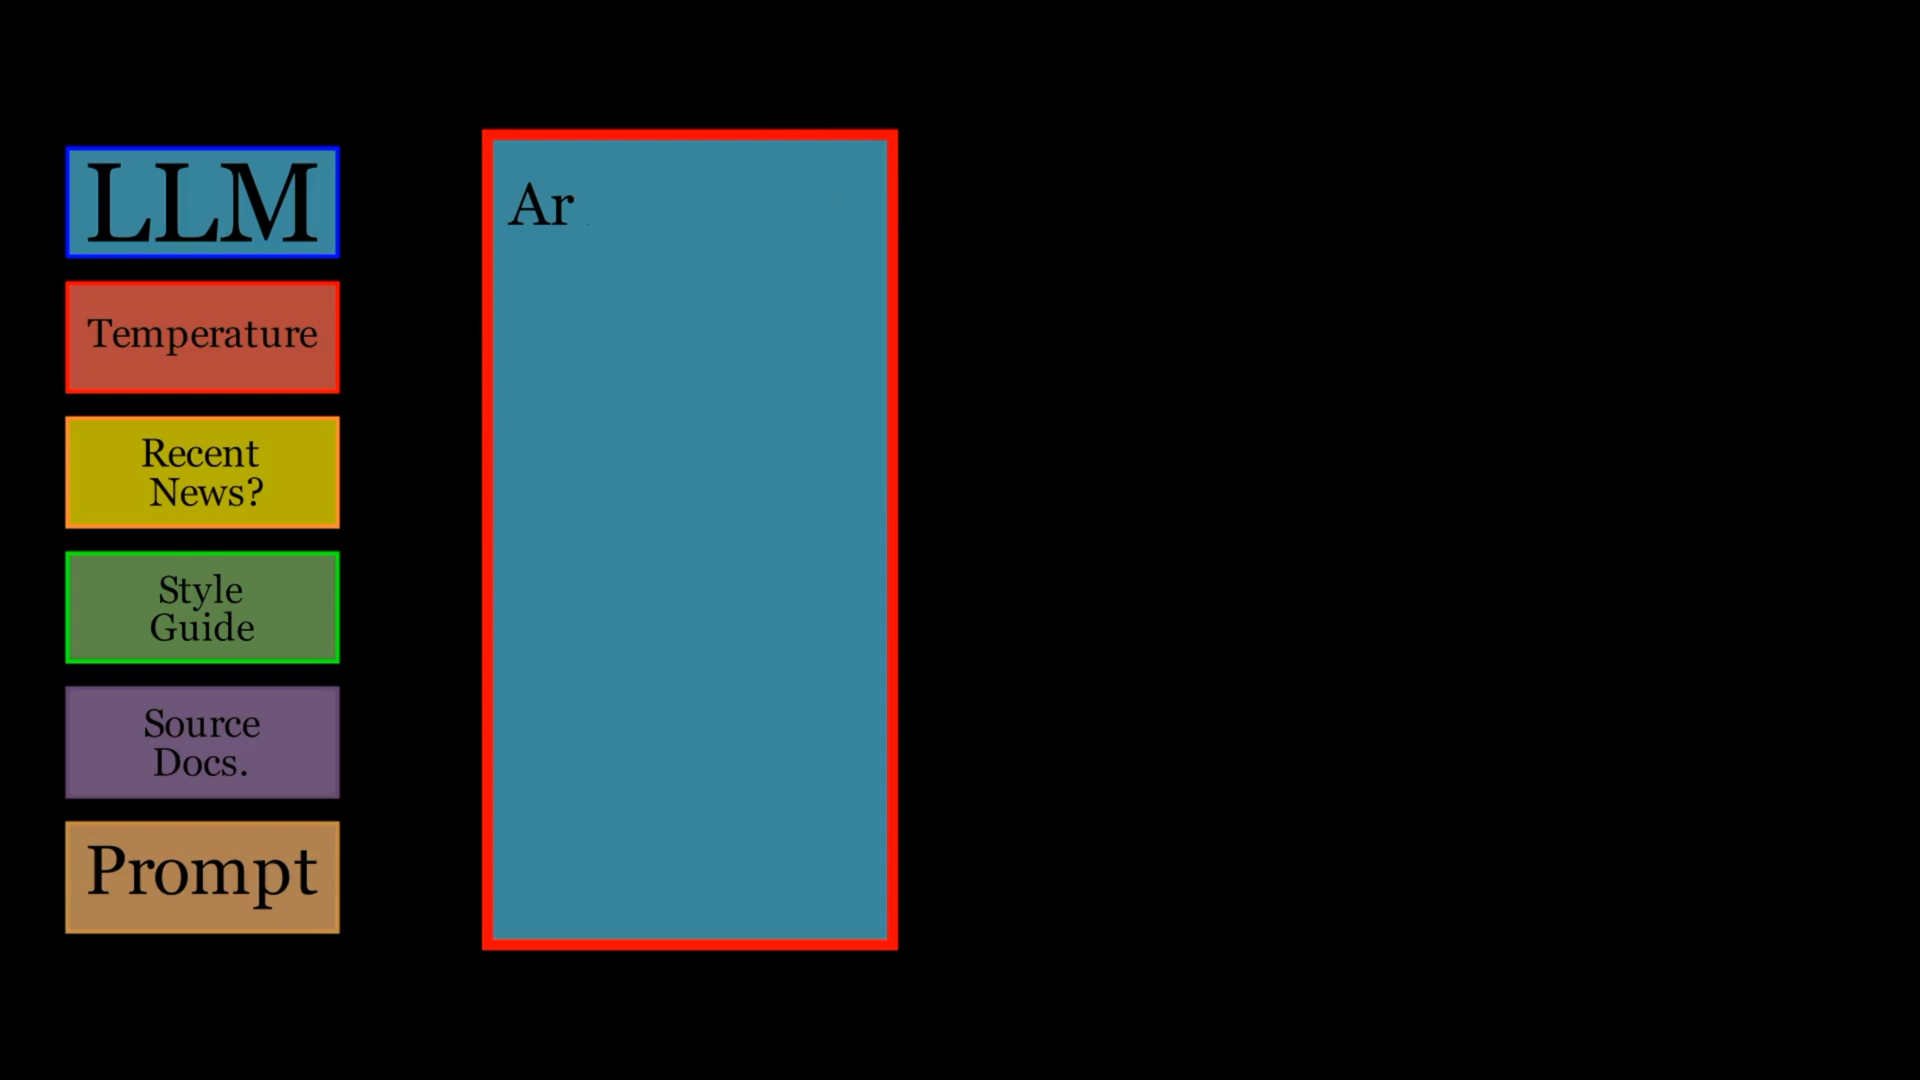 LLM
Temperature
Recent
News?
Style
Guide
Source
Docs.
Prompt
Ar